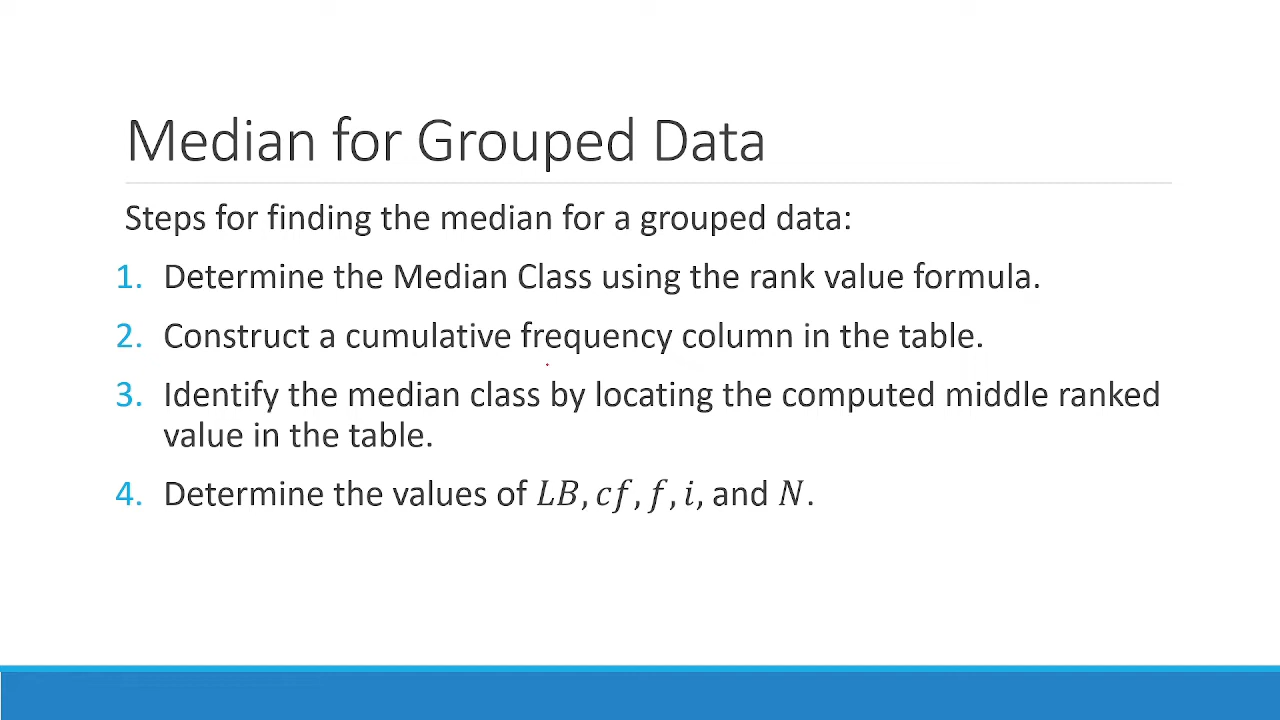 Median for Grouped Data
Steps for finding the median for a grouped data:
1. Determine the Median Class using the rank value formula.
2. Construct a cumulative frequency column in the table.
3. Identify the median class by locating the computed middle ranked
value in the table.
4. Determine the values of 𝐿𝐵, 𝑐𝑓, 𝑓, 𝑖, and 𝑁.